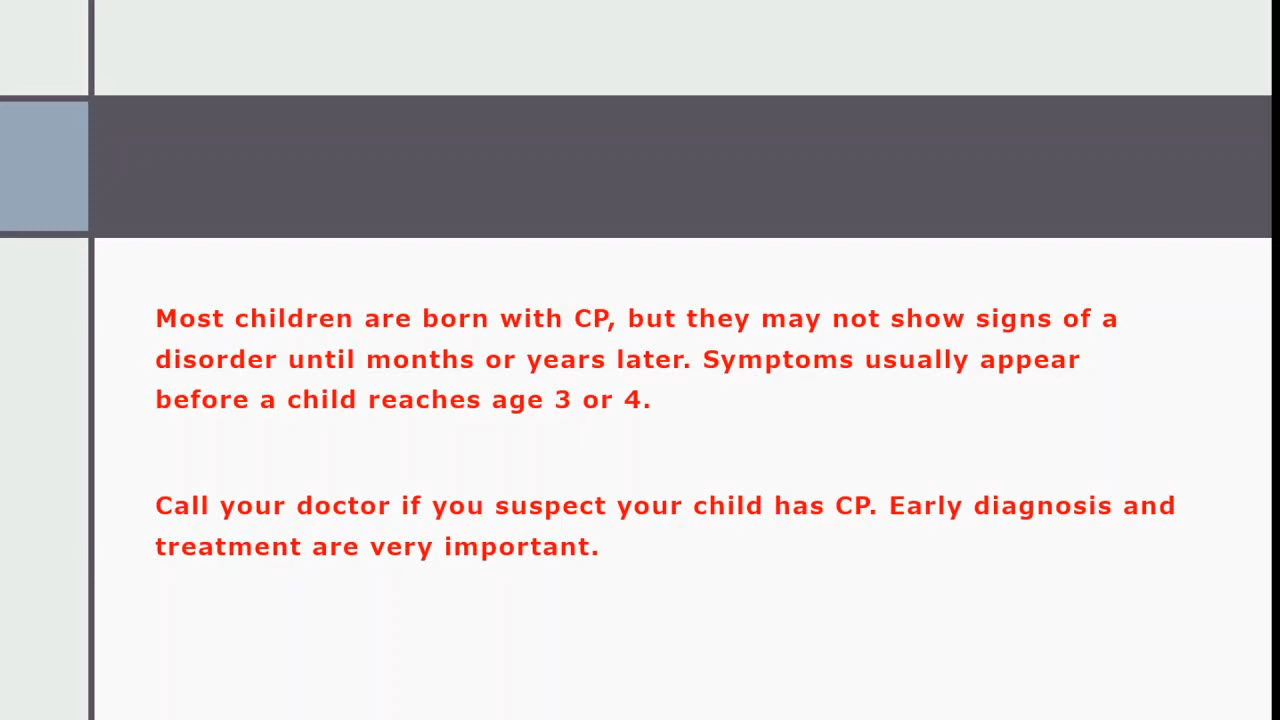 Most children are born with CP, but they may not show signs of a
disorder until months or years later. Symptoms usually appear
before a child reaches age 3 or 4.
Call your doctor if you suspect your child has CP. Early diagnosis and
treatment are very important.